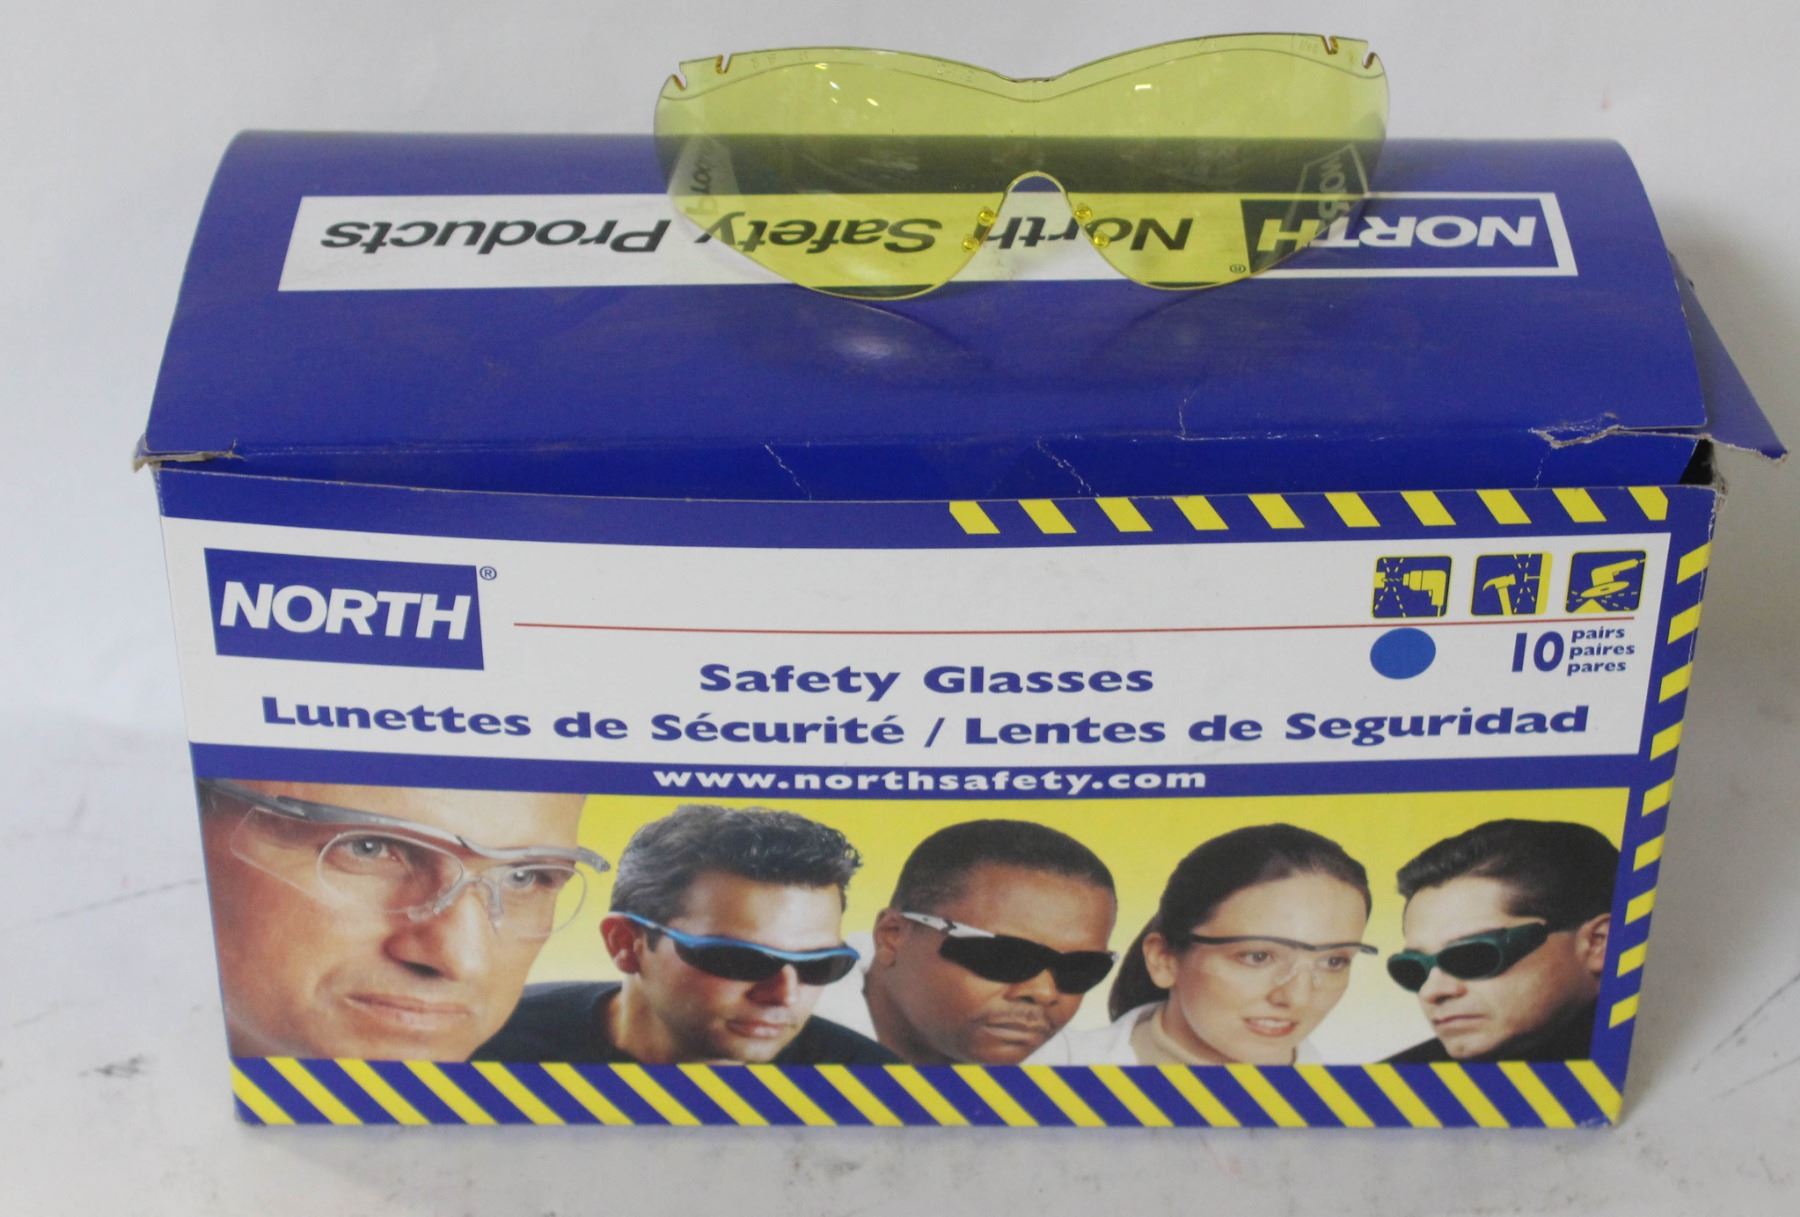 NORTH® North Safety Products
NORTH®
10 pairs
paires
pares
Safety Glasses
Lunettes de Sécurité / Lentes de Seguridad
www.northsafety.com